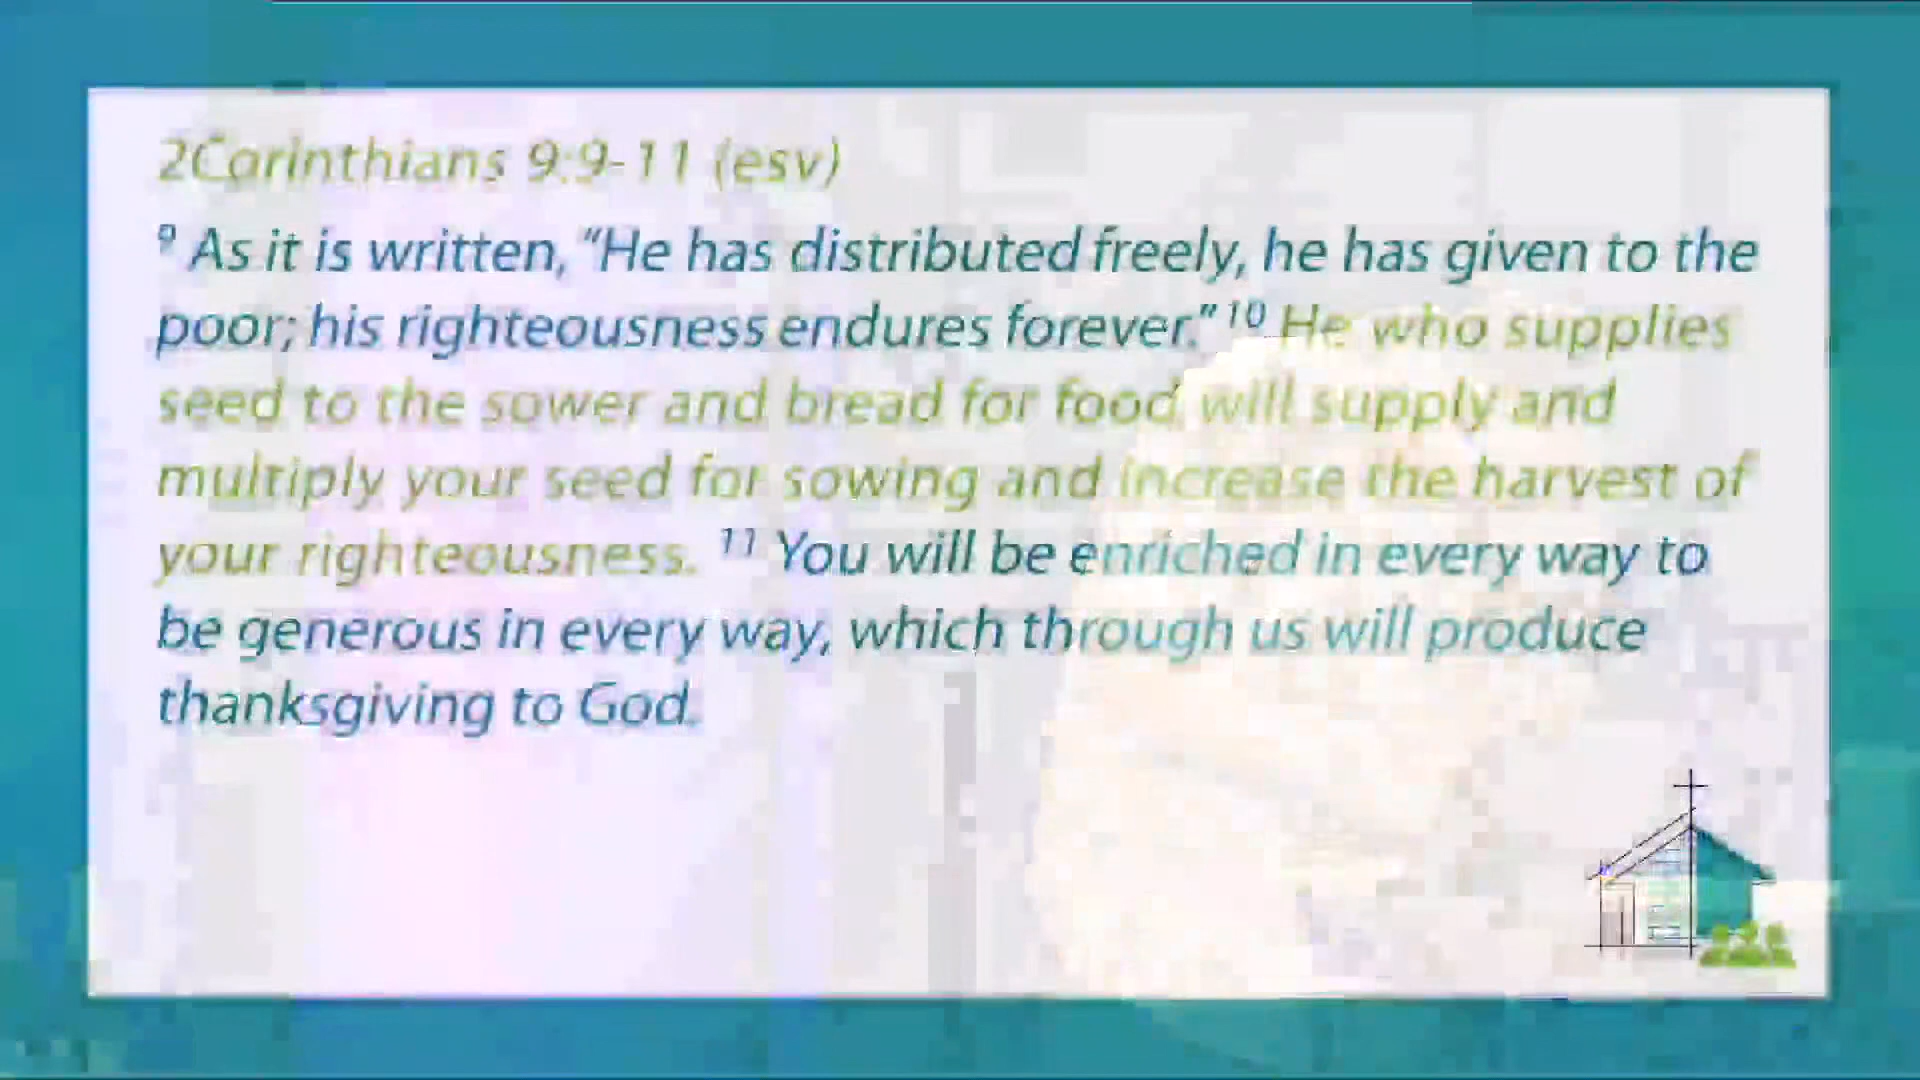 2Corinthians 9:9-11 (esv)
9 As it is written, “He has distributed freely, he has given to the
poor; his righteousness endures forever.” 10 He who supplies
seed to the sower and bread for food will supply and
multiply your seed for sowing and increase the harvest of
your righteousness. 11 You will be enriched in every way to
be generous in every way, which through us will produce
thanksgiving to God.